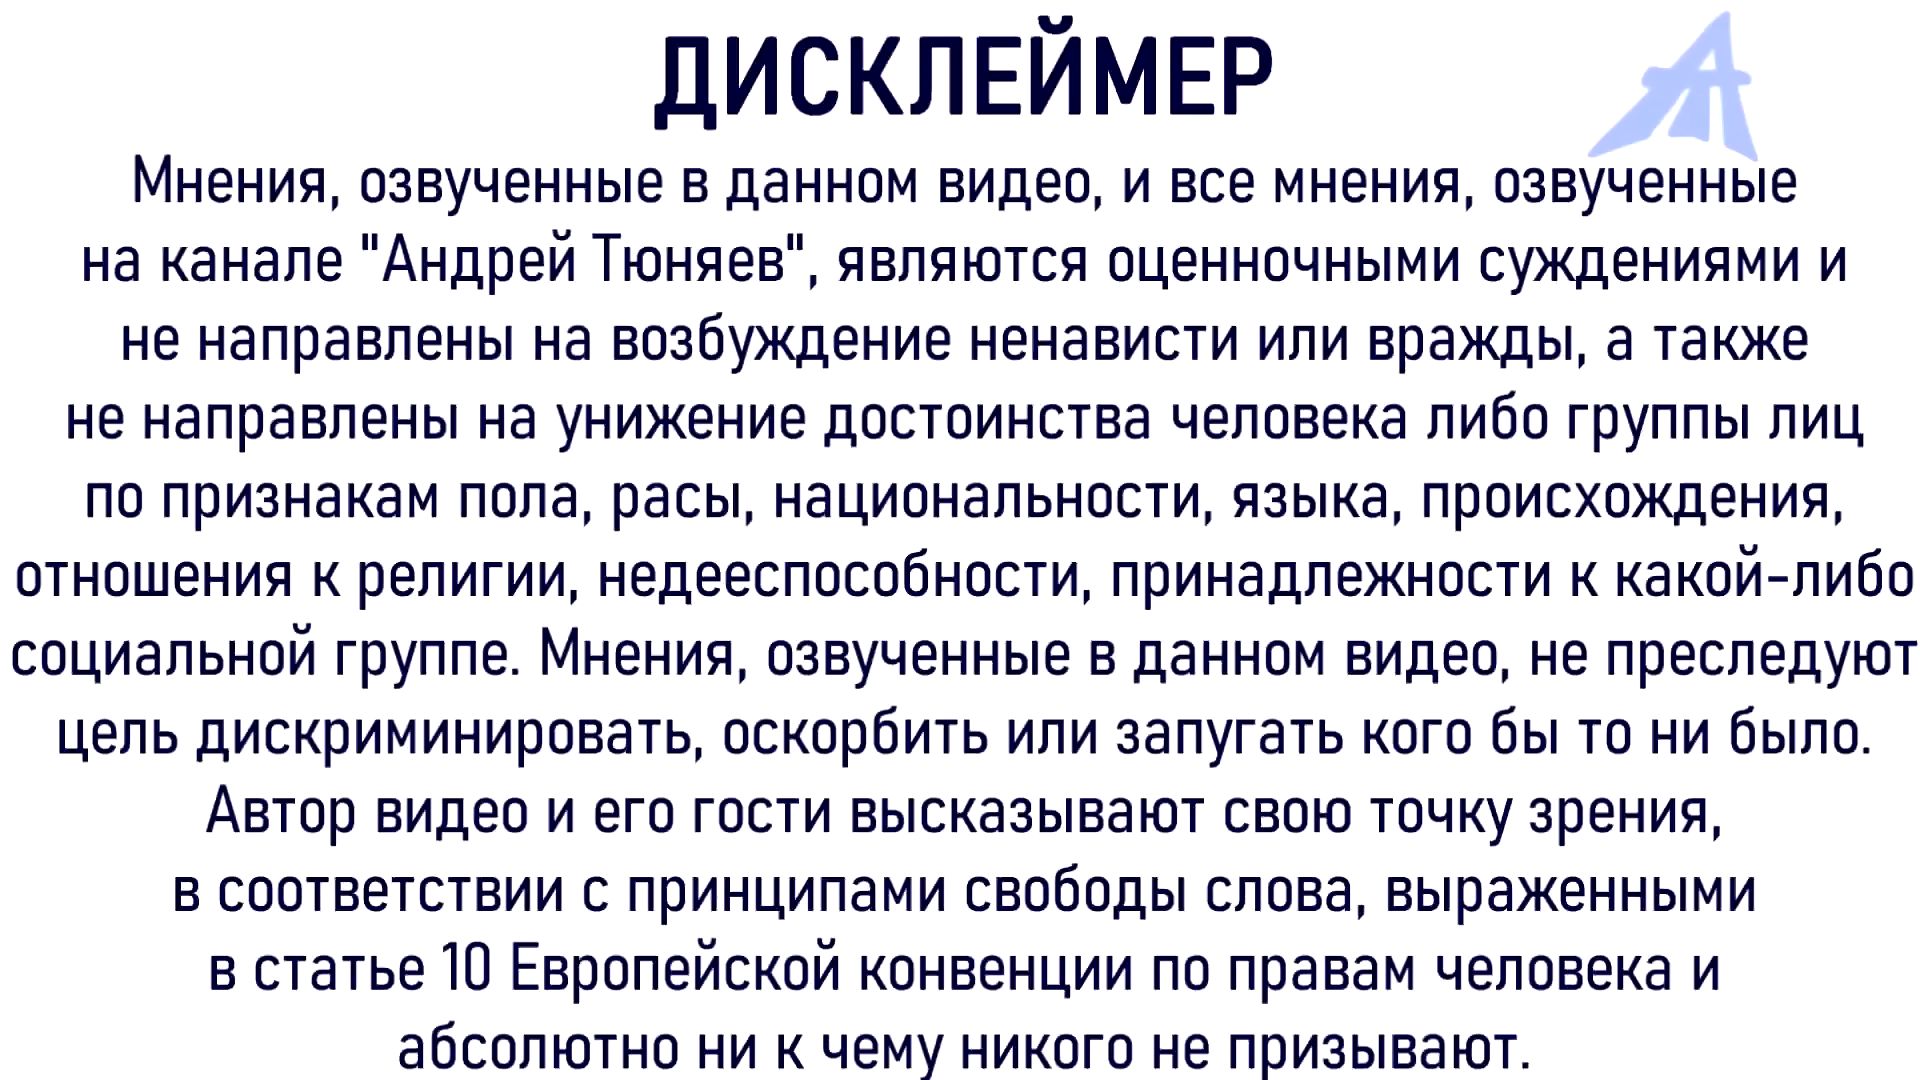 ДИСКЛЕЙМЕР
Мнения, озвученные в данном видео, и все мнения, озвученные
на канале "Андрей Тюняев", являются оценночными суждениями и
не направлены на возбуждение ненависти или вражды, а также
не направлены на унижение достоинства человека либо группы лиц
по признакам пола, расы, национальности, языка, происхождения,
отношения к религии, недееспособности, принадлежности к какой-либо
социальной группе. Мнения, озвученные в данном видео, не преследуют
цель дискриминировать, оскорбить или запугать кого бы то ни было.
Автор видео и его гости высказывают свою точку зрения,
в соответствии с принципами свободы слова, выраженными
в статье 10 Европейской конвенции по правам человека и
абсолютно ни к чему никого не призывают.